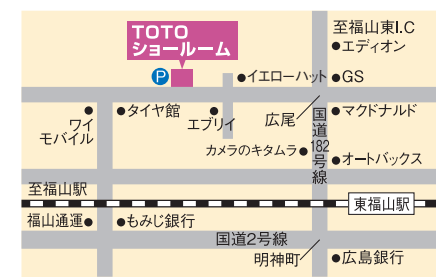 TOTO
ショールーム
至福山東I.C
エディオン
P
イエローハット
GS
タイヤ館
エブリイ
広尾
マクドナルド
ワイ
モバイル
国道182号線
カメラのキタムラ
オートバックス
至福山駅
東福山駅
福山通運
もみじ銀行
国道2号線
明神町
広島銀行